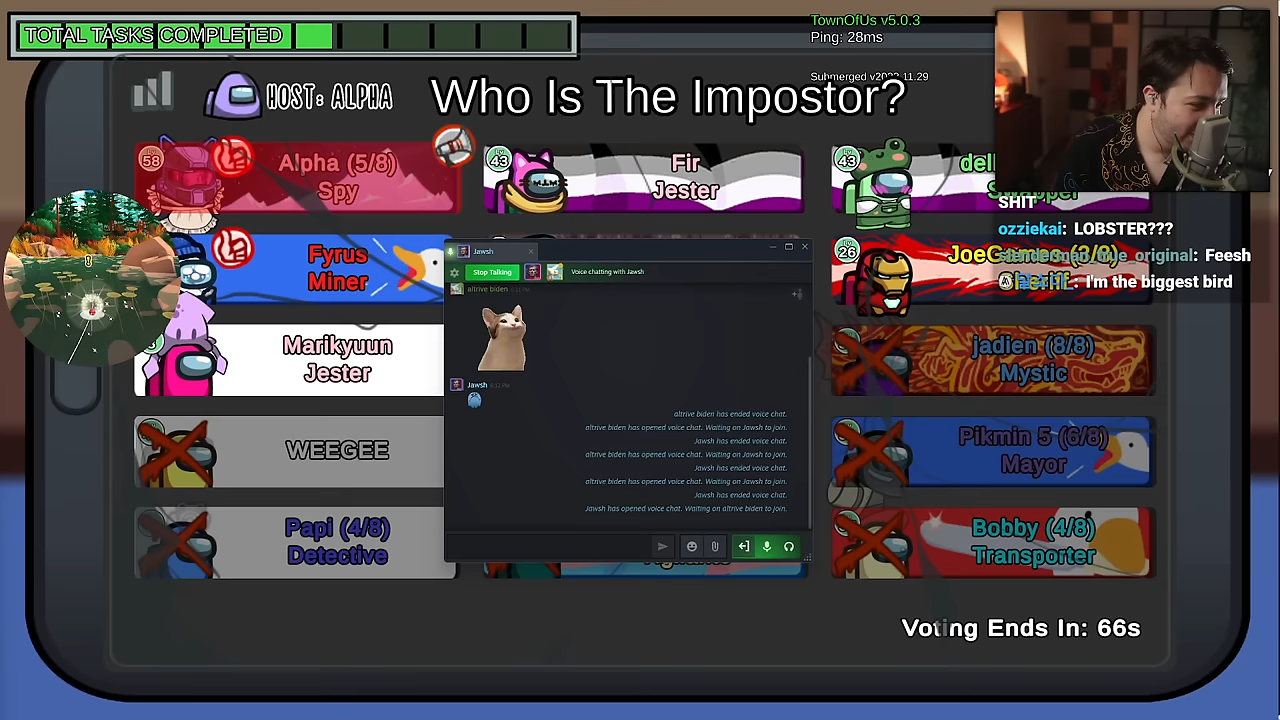 TOTAL TASKS COMPLETED
TownOfUs v5.0.3
Ping: 28ms
HOST: ALPHA
Who Is The Impostor?
58
Alpha (5/8)
Spy
43
Fir
Jester
43
SHIT
ozziekai: LOBSTER???
slenderman_true_original: Feesh
I'm the biggest bird
Fyrus
Miner
26
Sheriff
Marikyuun
Jester
jadien (8/8)
Mystic
WEEGEE
Pikmin 5 (6/8)
Mayor
Papi (4/8)
Detective
Bobby (4/8)
Transporter
Jawsh
Stop Talking
Voice chatting with Jawsh
altrive biden
Jawsh
altrive biden has ended voice chat.
altrive biden has opened voice chat. Waiting on Jawsh to join.
Jawsh has ended voice chat.
altrive biden has opened voice chat. Waiting on Jawsh to join.
Jawsh has ended voice chat.
altrive biden has opened voice chat. Waiting on Jawsh to join.
Jawsh has ended voice chat.
Jawsh has opened voice chat. Waiting on altrive biden to join.
Voting Ends In: 66s